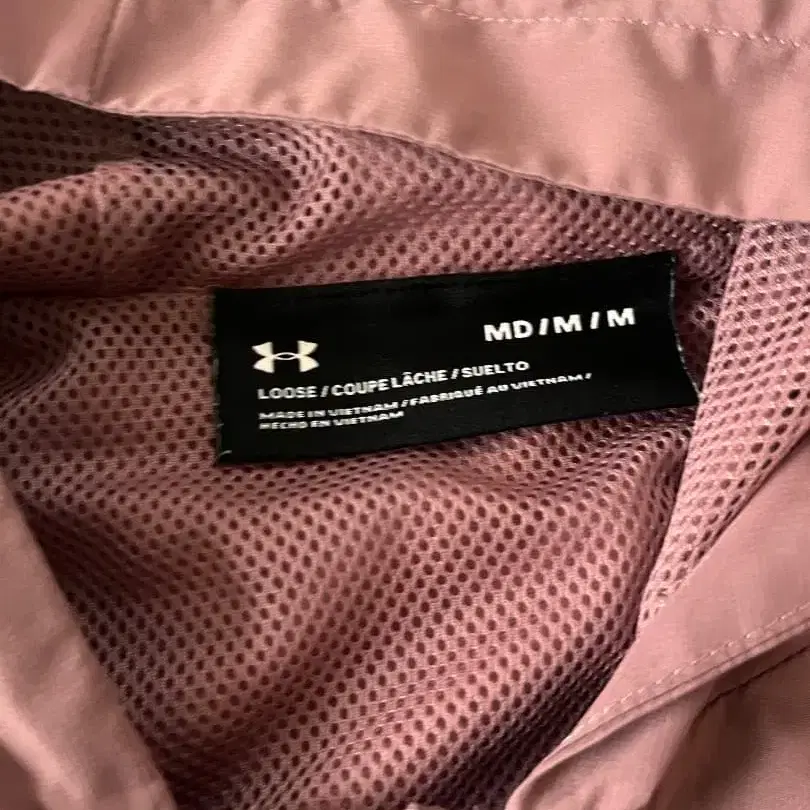 MD / M / M
LOOSE / COUPE LÂCHE / SUELTO
MADE IN VIETNAM / FABRIQUÉ AU VIETNAM /
HECHO EN VIETNAM